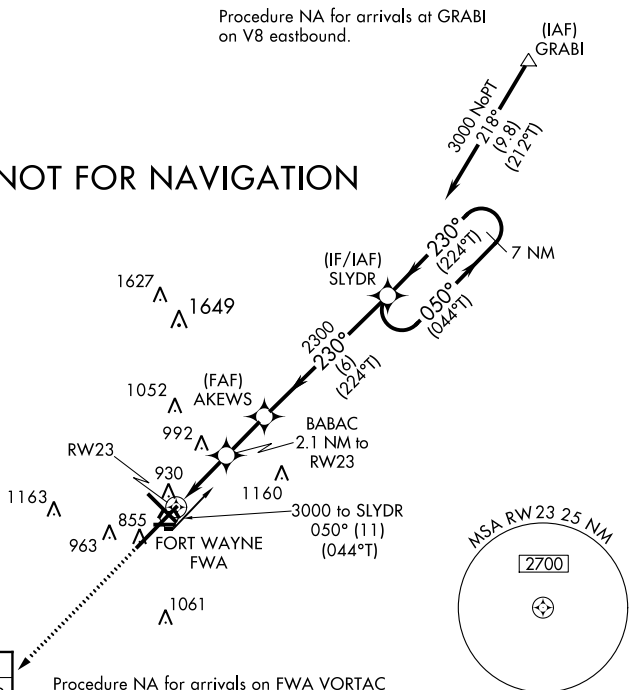 Procedure NA for arrivals at GRABI
on V8 eastbound.
(IAF)
GRABI
3000 NoPT
218°
(9.8)
(212°T)
NOT FOR NAVIGATION
230°
(224°T)
7 NM
(IF/IAF)
SLYDR
050°
(044°T)
1627
1649
2300
230°
(6)
(224°T)
(FAF)
AKEWS
1052
992
BABAC
2.1 NM to
RW23
RW23
930
1160
1163
963
855
3000 to SLYDR
050° (11)
(044°T)
FORT WAYNE
FWA
MSA RW 23 25 NM
2700
1061
Procedure NA for arrivals on FWA VORTAC